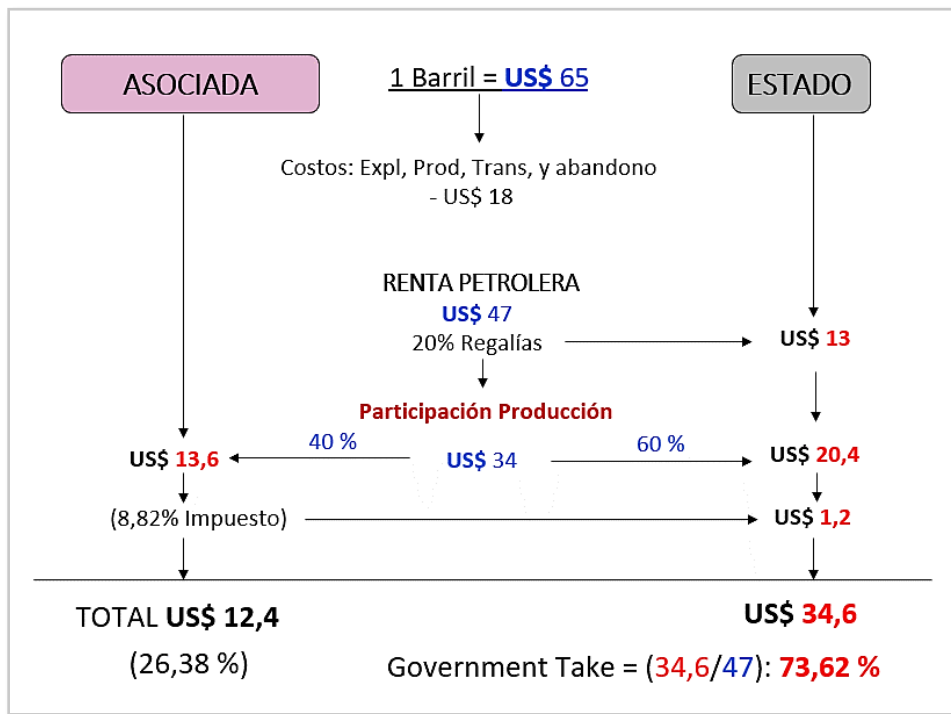 ASOCIADA
1 Barril = US$ 65
ESTADO
Costos: Expl, Prod, Trans, y abandono
- US$ 18
RENTA PETROLERA
US$ 47
20% Regalías
US$ 13
Participación Producción
US$ 13,6
40 %
US$ 34
60 %
US$ 20,4
(8,82% Impuesto)
US$ 1,2
TOTAL US$ 12,4
US$ 34,6
(26,38 %)
Government Take = (34,6/47): 73,62 %